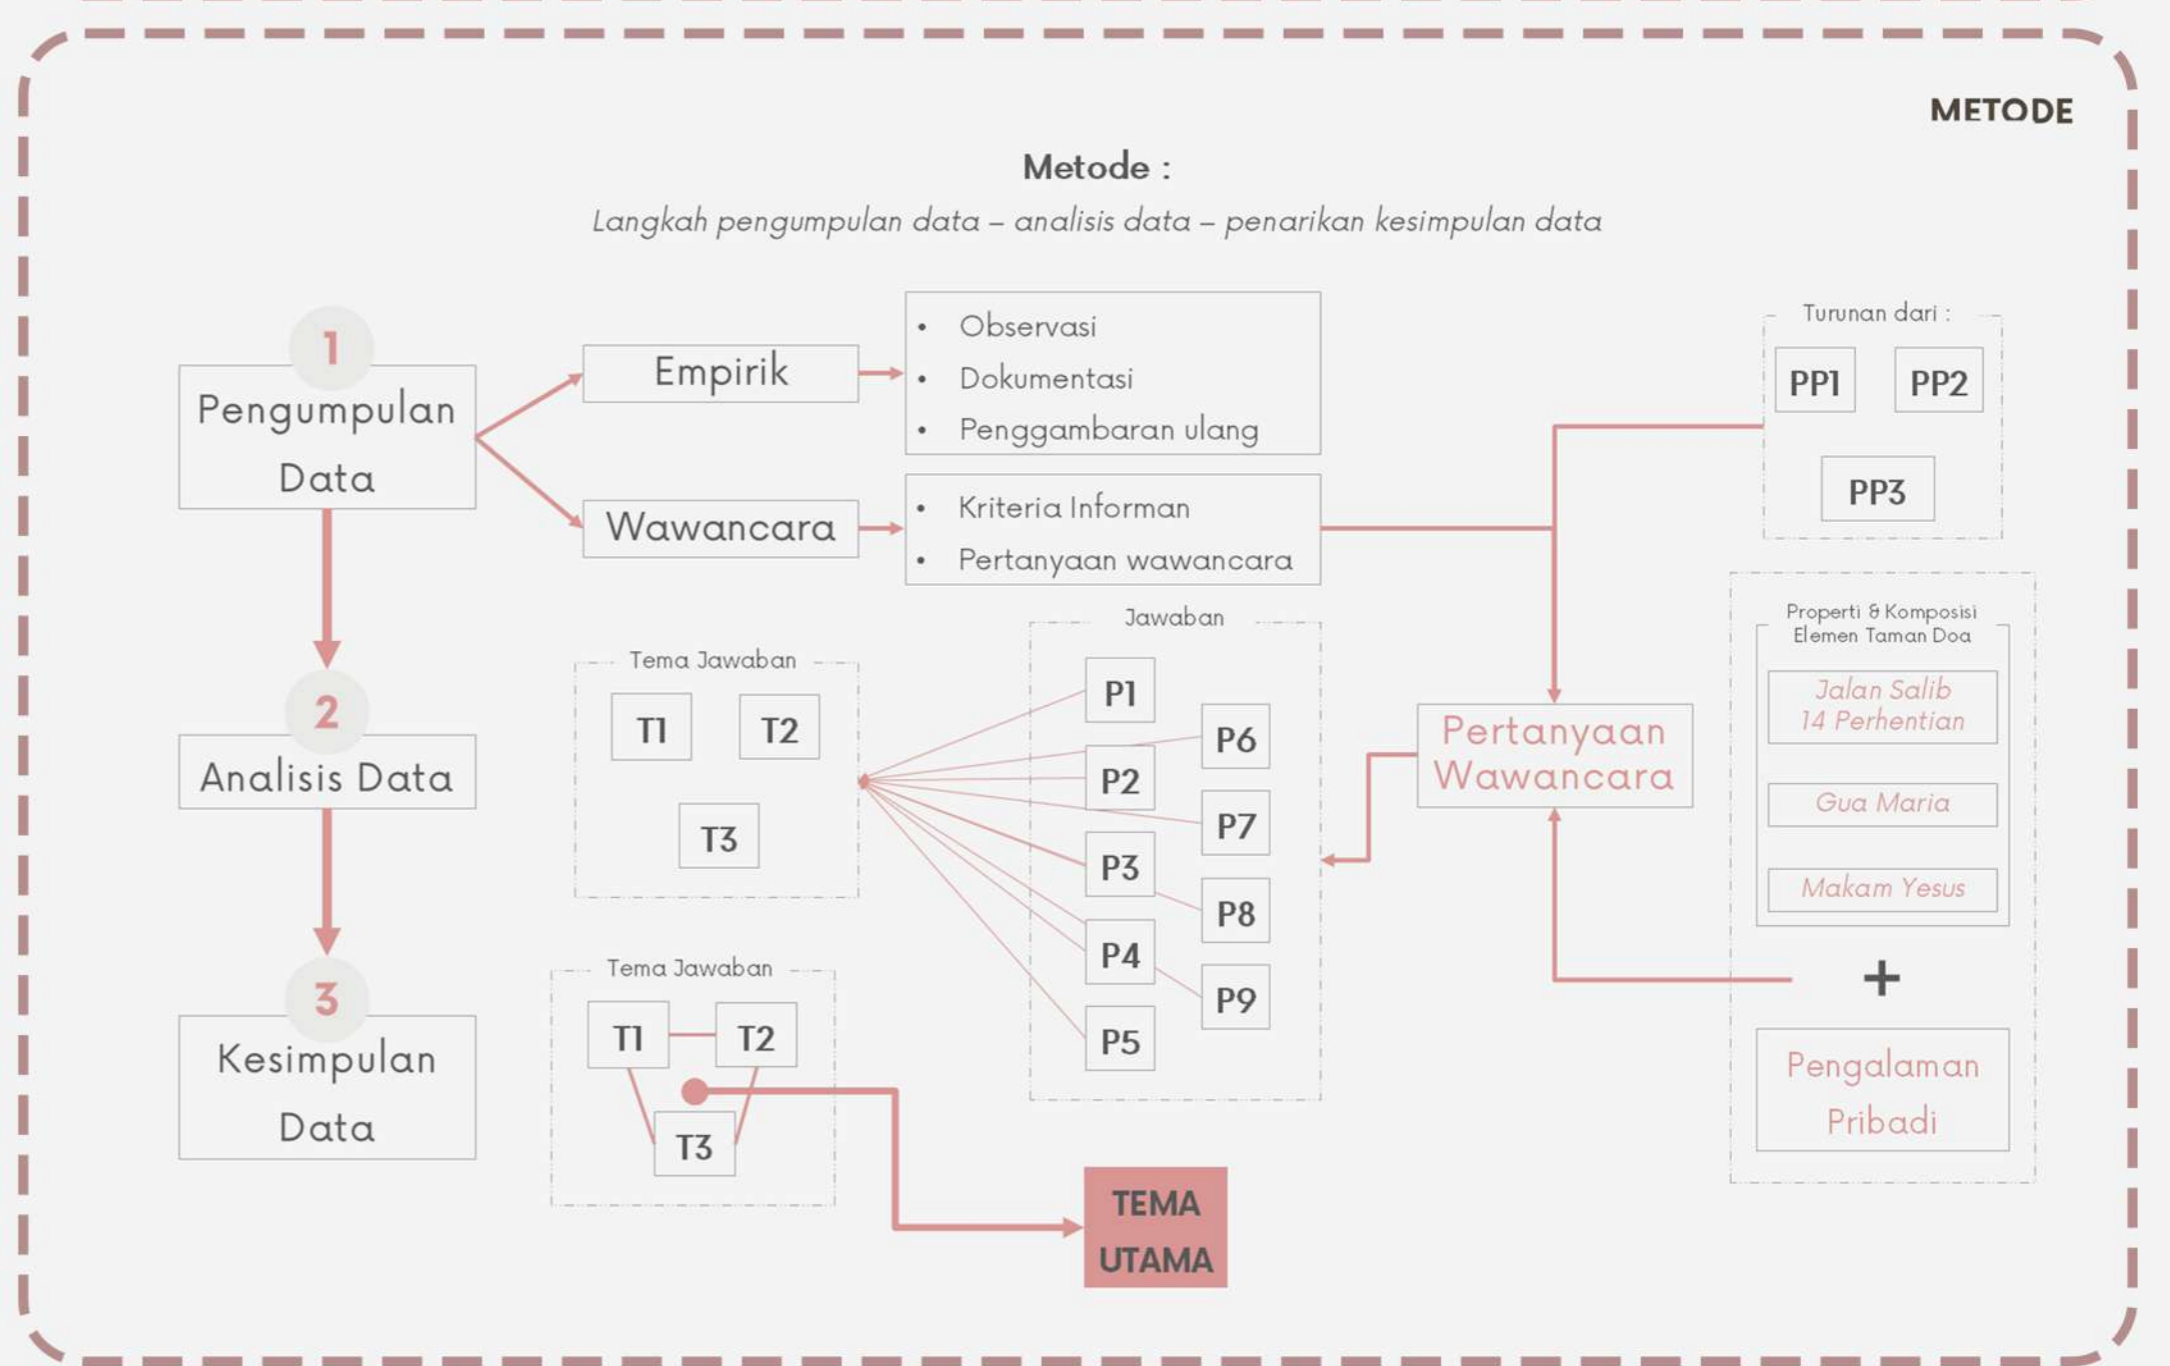 METODE
Metode :
Langkah pengumpulan data – analisis data – penarikan kesimpulan data
1
Pengumpulan
Data
Empirik
• Observasi
• Dokumentasi
• Penggambaran ulang
Wawancara
• Kriteria Informan
• Pertanyaan wawancara
Turunan dari :
PP1
PP2
PP3
2
Analisis Data
Tema Jawaban
T1
T2
T3
Jawaban
P1
P6
P2
P7
P3
P8
P4
P9
P5
Pertanyaan
Wawancara
Properti & Komposisi
Elemen Taman Doa
Jalan Salib
14 Perhentian
Gua Maria
Makam Yesus
+
Pengalaman
Pribadi
3
Kesimpulan
Data
Tema Jawaban
T1
T2
T3
TEMA
UTAMA